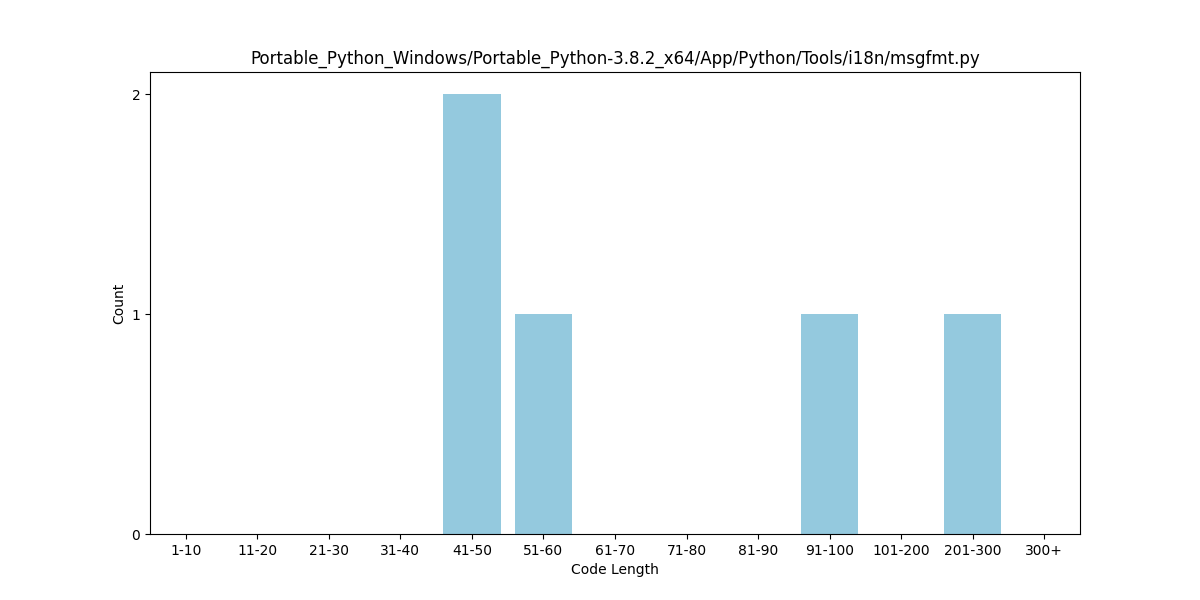 Portable_Python_Windows/Portable_Python-3.8.2_x64/App/Python/Tools/i18n/msgfmt.py
2
1
0
Count
1-10 11-20 21-30 31-40 41-50 51-60 61-70 71-80 81-90 91-100 101-200 201-300 300+
Code Length